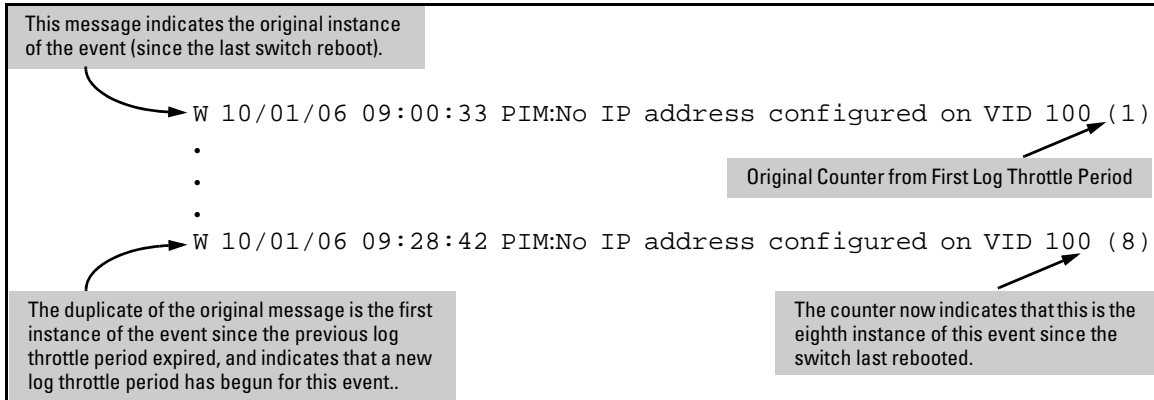 This message indicates the original instance
of the event (since the last switch reboot).
W 10/01/06 09:00:33 PIM:No IP address configured on VID 100 (1)
.
.
.
Original Counter from First Log Throttle Period
W 10/01/06 09:28:42 PIM:No IP address configured on VID 100 (8)
The duplicate of the original message is the first
instance of the event since the previous log
throttle period expired, and indicates that a new
log throttle period has begun for this event..
The counter now indicates that this is the
eighth instance of this event since the
switch last rebooted.